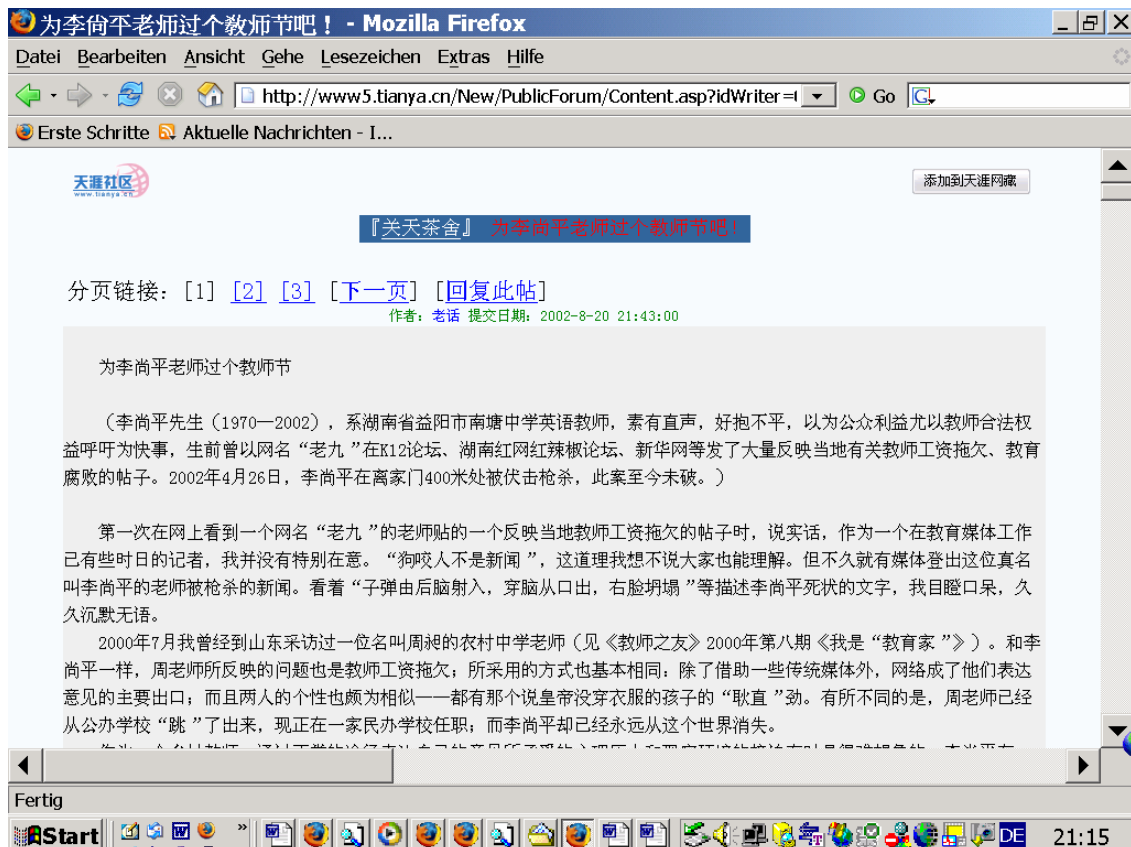 为李尚平老师过个教师节吧！ - Mozilla Firefox
Datei Bearbeiten Ansicht Gehe Lesezeichen Extras Hilfe
http://www5.tianya.cn/New/PublicForum/Content.asp?idWriter= Go G
Erste Schritte Aktuelle Nachrichten - I...
天涯社区
www.tianya.cn
添加到天涯网藏
『关天茶舍』 为李尚平老师过个教师节吧！
分页链接：[1] [2] [3] [下一页] [回复此帖]
作者：老话 提交日期：2002-8-20 21:43:00
为李尚平老师过个教师节
（李尚平先生（1970—2002），系湖南省益阳市南塘中学英语教师，素有直声，好抱不平，以为公众利益尤以教师合法权
益呼吁为快事，生前曾以网名“老九”在K12论坛、湖南红网红辣椒论坛、新华网等发了大量反映当地有关教师工资拖欠、教育
腐败的帖子。2002年4月26日，李尚平在离家门400米处被伏击枪杀，此案至今未破。）
第一次在网上看到一个网名“老九”的老师贴的一个反映当地教师工资拖欠的帖子时，说实话，作为一个在教育媒体工作
已有些时日的记者，我并没有特别在意。“狗咬人不是新闻”，这道理我想不说大家也能理解。但不久就有媒体登出这位真名
叫李尚平的老师被枪杀的新闻。看着“子弹由后脑射入，穿脑从口出，右脸坍塌”等描述李尚平死状的文字，我目瞪口呆，久
久沉默无语。
2000年7月我曾经到山东采访过一位名叫周昶的农村中学老师（见《教师之友》2000年第八期《我是“教育家”》）。和李
尚平一样，周老师所反映的问题也是教师工资拖欠；所采用的方式也基本相同：除了借助一些传统媒体外，网络成了他们表达
意见的主要出口；而且两人的个性也颇为相似——都有那个说皇帝没穿衣服的孩子的“耿直”劲。有所不同的是，周老师已经
从公办学校“跳”了出来，现正在一家民办学校任职；而李尚平却已经永远从这个世界消失。
Fertig
Start DE 21:15